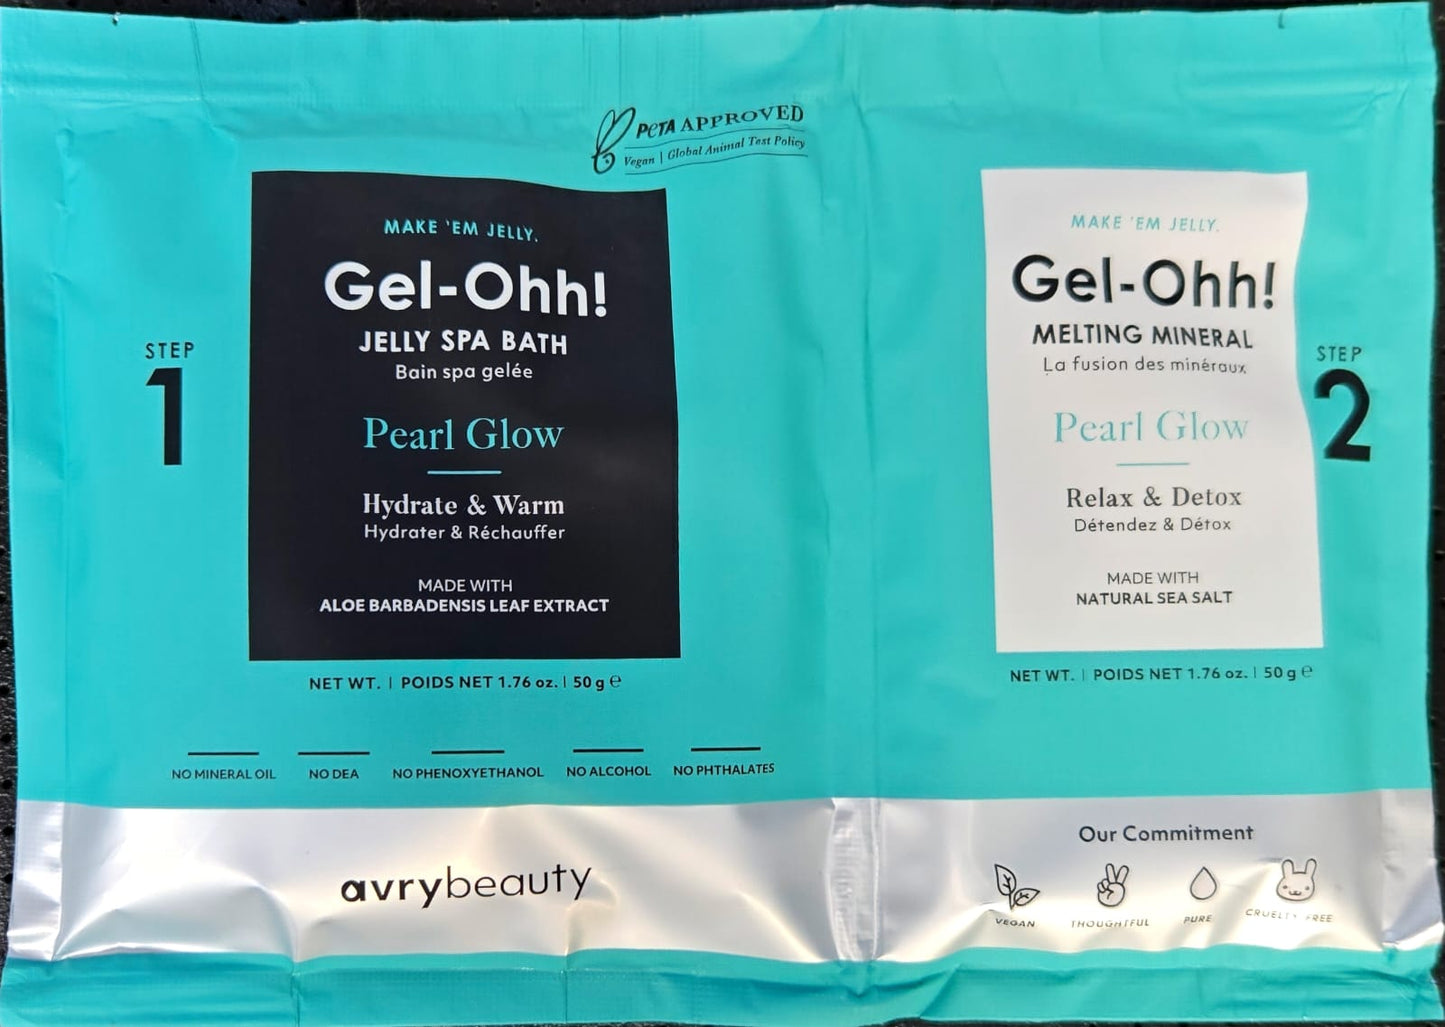 PETA APPROVED
Vegan | Global Animal Test Policy
MAKE 'EM JELLY.
Gel-Ohh!
JELLY SPA BATH
Bain spa gelée
Pearl Glow
Hydrate & Warm
Hydrater & Réchauffer
MADE WITH
ALOE BARBADENSIS LEAF EXTRACT
STEP
1
NET WT. | POIDS NET 1.76 oz. | 50 g ℮
NO MINERAL OIL
NO DEA
NO PHENOXYETHANOL
NO ALCOHOL
NO PHTHALATES
avrybeauty
MAKE 'EM JELLY.
Gel-Ohh!
MELTING MINERAL
La fusion des minéraux
Pearl Glow
Relax & Detox
Détendez & Détox
MADE WITH
NATURAL SEA SALT
STEP
2
NET WT. | POIDS NET 1.76 oz. | 50 g ℮
Our Commitment
VEGAN
THOUGHTFUL
PURE
CRUELTY FREE